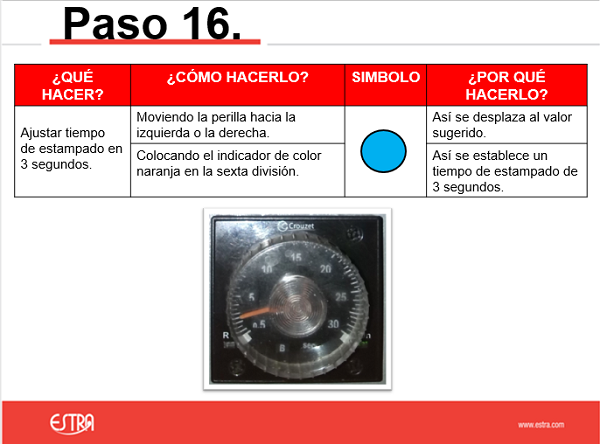 Paso 16.
¿QUÉ
HACER?
¿CÓMO HACERLO?
SIMBOLO
¿POR QUÉ
HACERLO?
Ajustar tiempo
de estampado en
3 segundos.
Moviendo la perilla hacia la
izquierda o la derecha.
Así se desplaza al valor
sugerido.
Colocando el indicador de color
naranja en la sexta división.
Así se establece un
tiempo de estampado de
3 segundos.
Crouzet
15
10
20
5
25
0.5
30
R
8
sec
ESTRA
www.estra.com